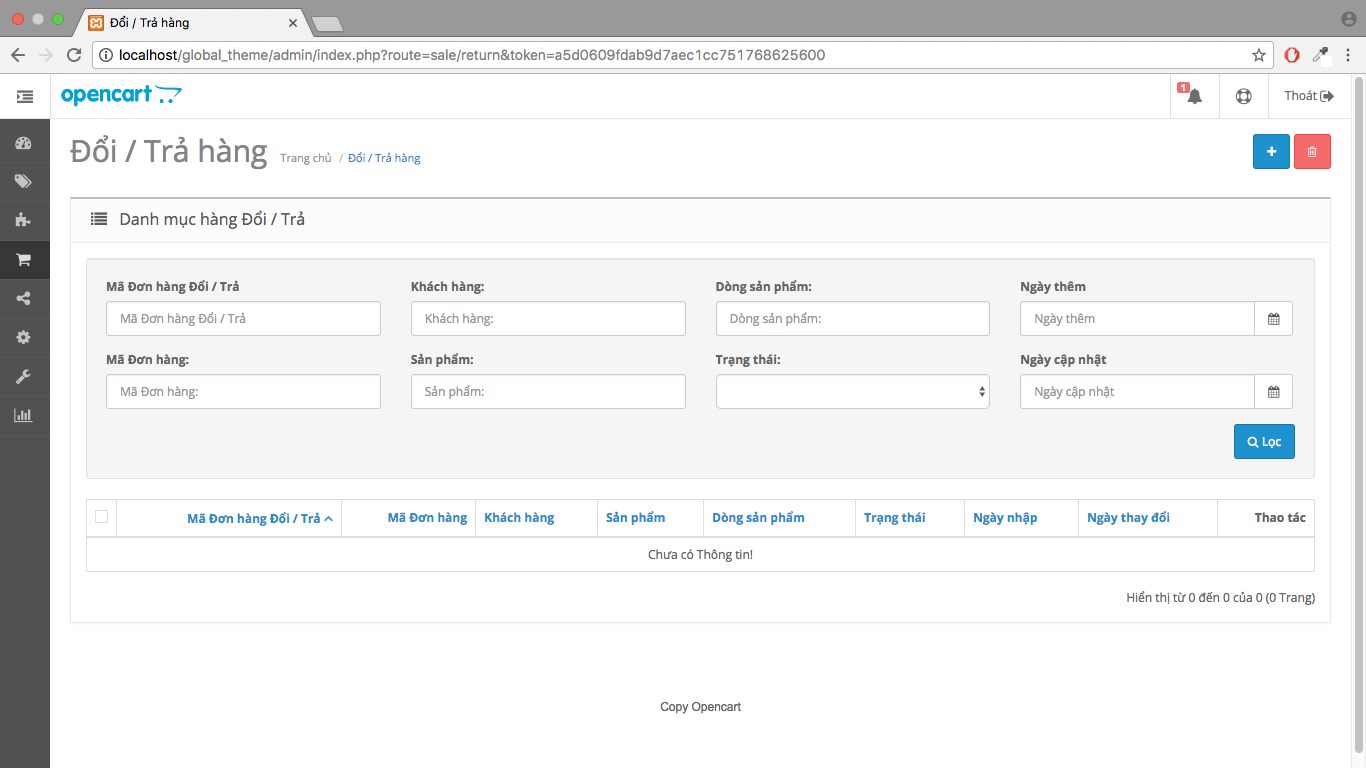 Đổi / Trả hàng
localhost/global_theme/admin/index.php?route=sale/return&token=a5d0609fdab9d7aec1cc751768625600
opencart
1
Thoát
Đổi / Trả hàng Trang chủ / Đổi / Trả hàng
Danh mục hàng Đổi / Trả
Mã Đơn hàng Đổi / Trả Khách hàng: Dòng sản phẩm: Ngày thêm
Mã Đơn hàng Đổi / Trả Khách hàng: Dòng sản phẩm: Ngày thêm
Mã Đơn hàng: Sản phẩm: Trạng thái: Ngày cập nhật
Mã Đơn hàng: Sản phẩm: Ngày cập nhật
Lọc
Mã Đơn hàng Đổi / Trả Mã Đơn hàng Khách hàng Sản phẩm Dòng sản phẩm Trạng thái Ngày nhập Ngày thay đổi Thao tác
Chưa có Thông tin!
Hiển thị từ 0 đến 0 của 0 (0 Trang)
Copy Opencart